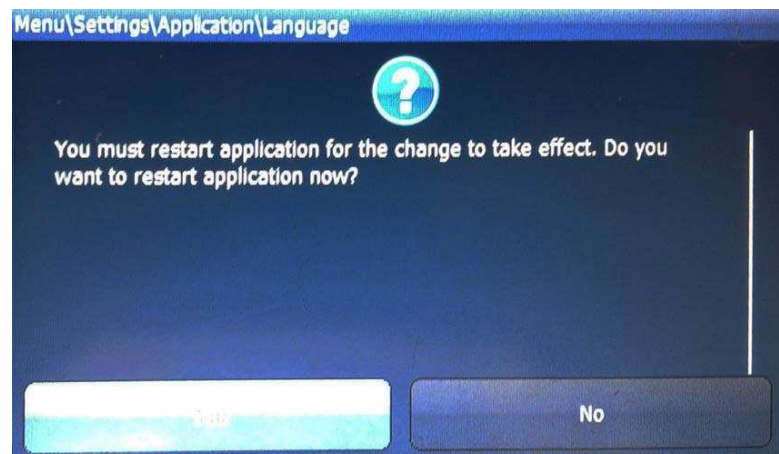 Menu\Settings\Application\Language
?
You must restart application for the change to take effect. Do you
want to restart application now?
No